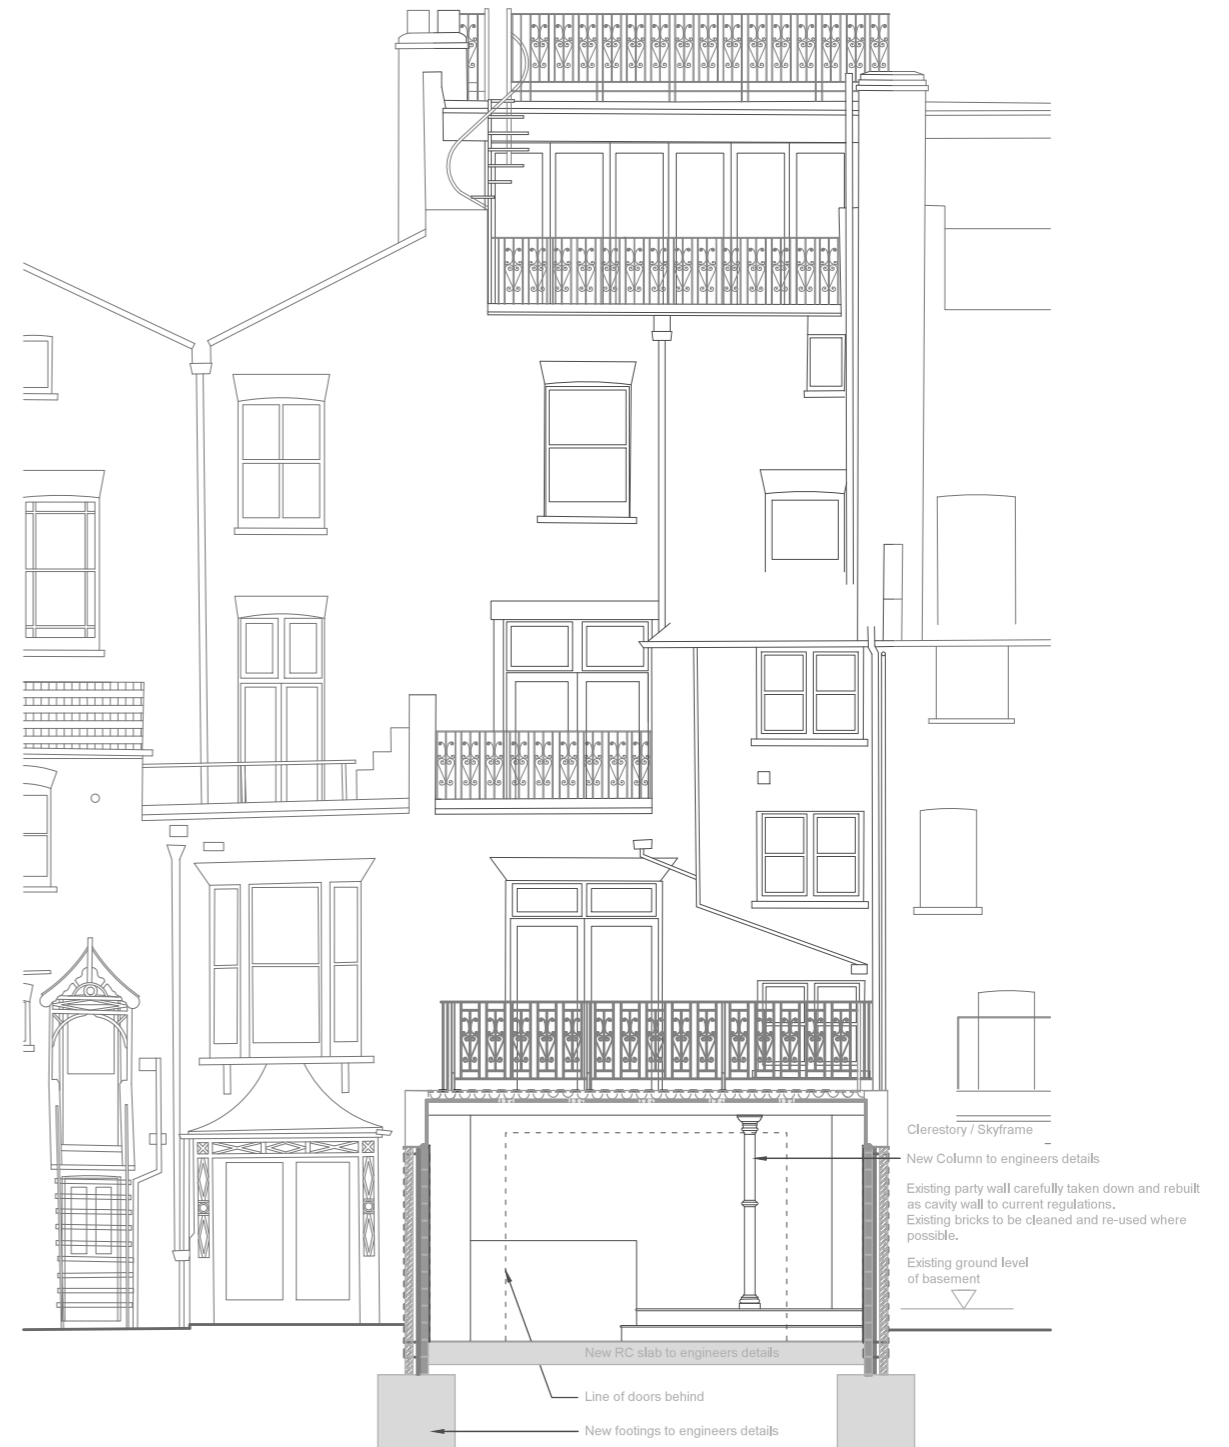 Clerestory / Skyframe
New Column to engineers details
Existing party wall carefully taken down and rebuilt
as cavity wall to current regulations.
Existing bricks to be cleaned and re-used where
possible.
Existing ground level
of basement
New RC slab to engineers details
Line of doors behind
New footings to engineers details